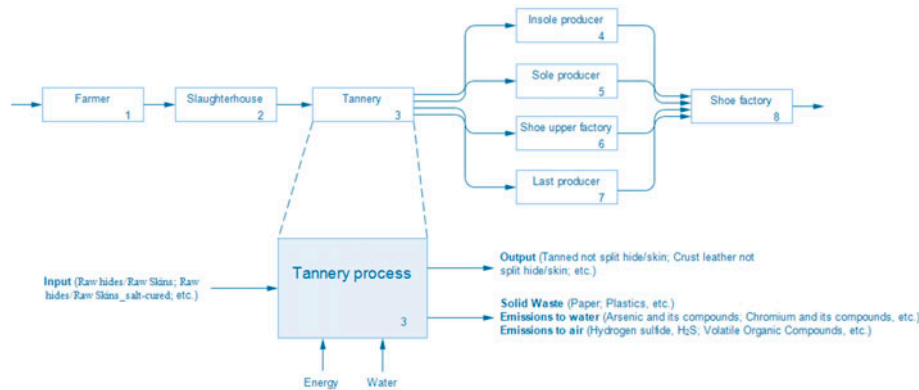 Insole producer
4
Farmer
1
Slaughterhouse
2
Tannery
3
Sole producer
5
Shoe factory
8
Shoe upper factory
6
Last producer
7
Tannery process
3
Input (Raw hides/Raw Skins; Raw
hides/Raw Skins_salt-cured; etc.)
Output (Tanned not split hide/skin; Crust leather not
split hide/skin; etc.)
Solid Waste (Paper; Plastics, etc.)
Emissions to water (Arsenic and its compounds; Chromium and its compounds, etc.)
Emissions to air (Hydrogen sulfide, H₂S; Volatile Organic Compounds, etc.)
Energy
Water